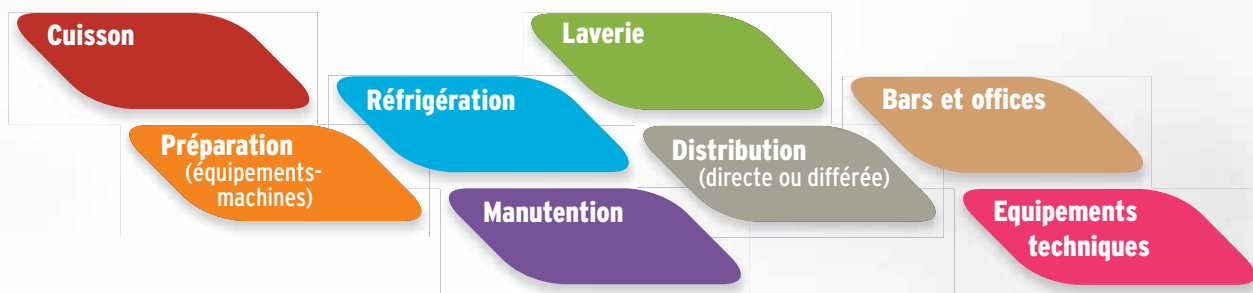 Cuisson
Préparation
(équipements-
machines)
Réfrigération
Manutention
Laverie
Distribution
(directe ou différée)
Bars et offices
Equipements
techniques